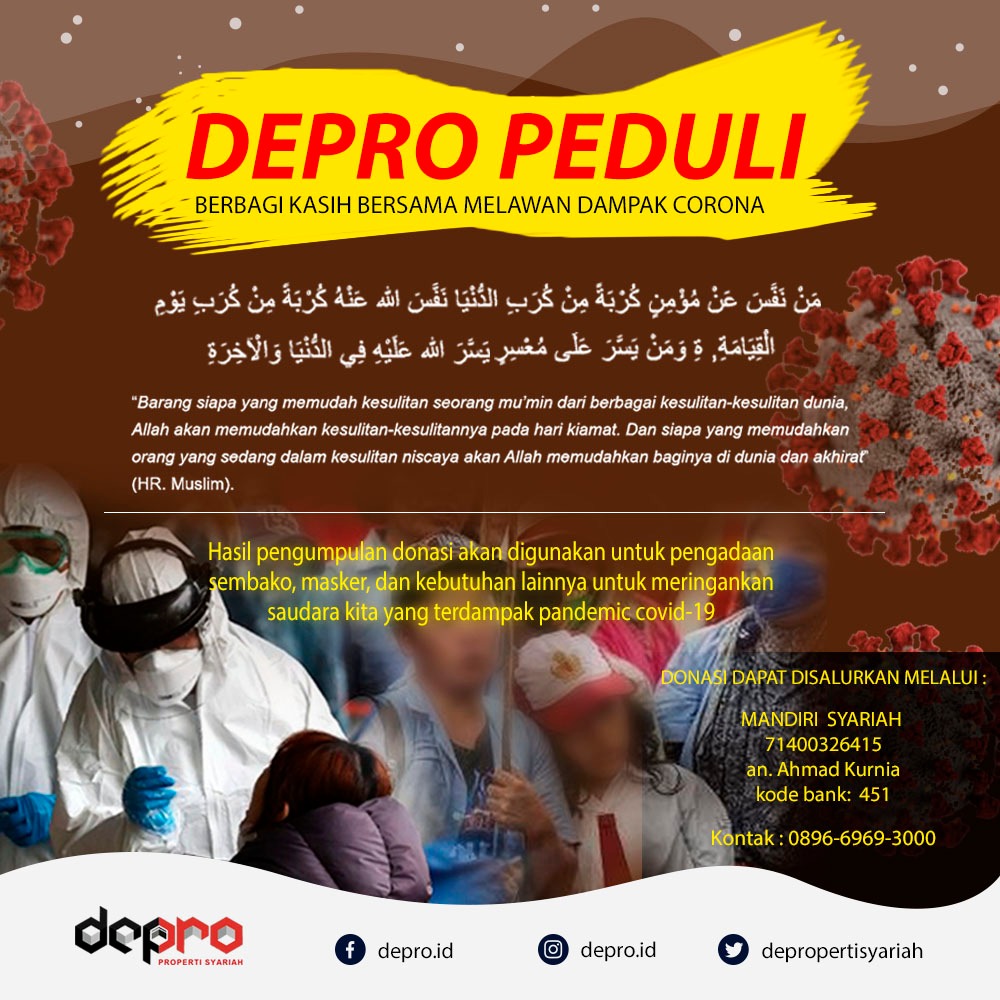 DEPRO PEDULI
BERBAGI KASIH BERSAMA MELAWAN DAMPAK CORONA
مَنْ نَفَّسَ عَنْ مُؤْمِنٍ كُرْبَةً مِنْ كُرَبِ الدُّنْيَا نَفَّسَ الله عَنْهُ كُرْبَةً مِنْ كُرَبِ يَوْمِ
الْقِيَامَةِ, ةِ وَمَنْ يَسَّرَ عَلَى مُعْسِرٍ يَسَّرَ الله عَلَيْهِ فِي الدُّنْيَا وَالْآخِرَةِ
“Barang siapa yang memudah kesulitan seorang mu’min dari berbagai kesulitan-kesulitan dunia,
Allah akan memudahkan kesulitan-kesulitannya pada hari kiamat. Dan siapa yang memudahkan
orang yang sedang dalam kesulitan niscaya akan Allah memudahkan baginya di dunia dan akhirat”
(HR. Muslim).
Hasil pengumpulan donasi akan digunakan untuk pengadaan
sembako, masker, dan kebutuhan lainnya untuk meringankan
saudara kita yang terdampak pandemic covid-19
DONASI DAPAT DISALURKAN MELALUI :
MANDIRI SYARIAH
71400326415
an. Ahmad Kurnia
kode bank: 451
Kontak : 0896-6969-3000
depro
PROPERTI SYARIAH
depro.id
depro.id
depropertisyariah